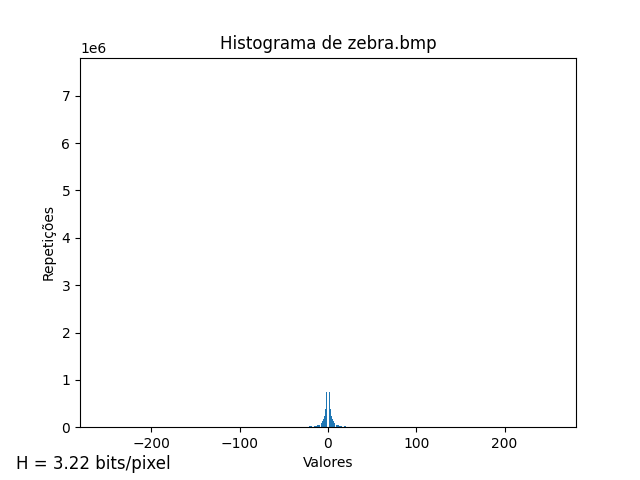 Histograma de zebra.bmp
1e6
7
6
5
4
3
2
1
0
Repetições
−200 −100 0 100 200
Valores
H = 3.22 bits/pixel